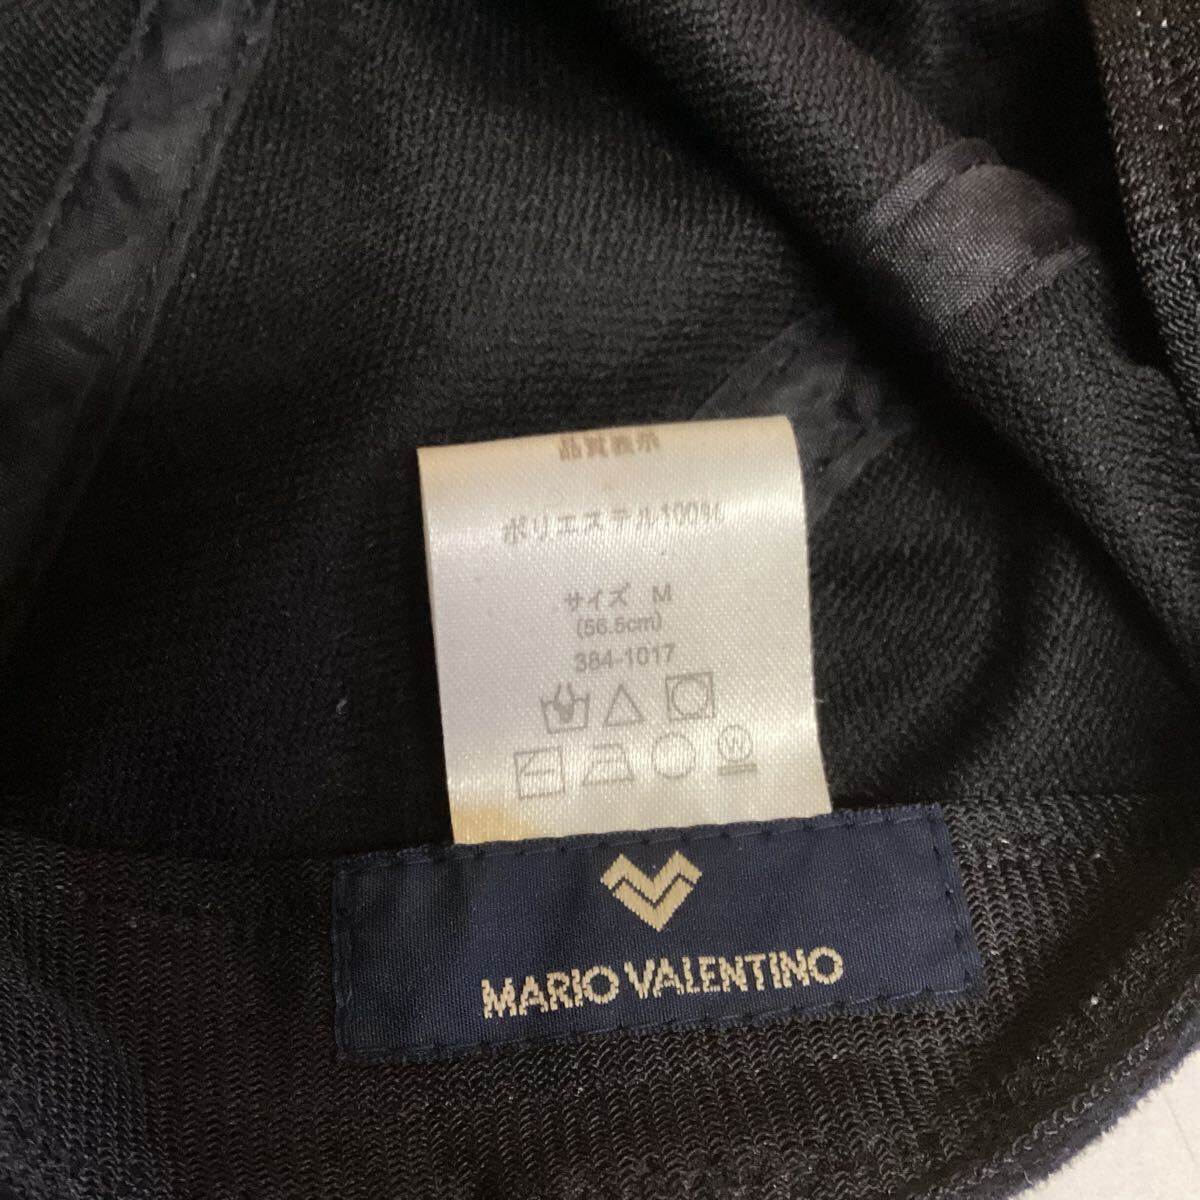 品質表示
ポリエステル100%
サイズ M
(56.5cm)
384-1017
W
MARIO VALENTINO